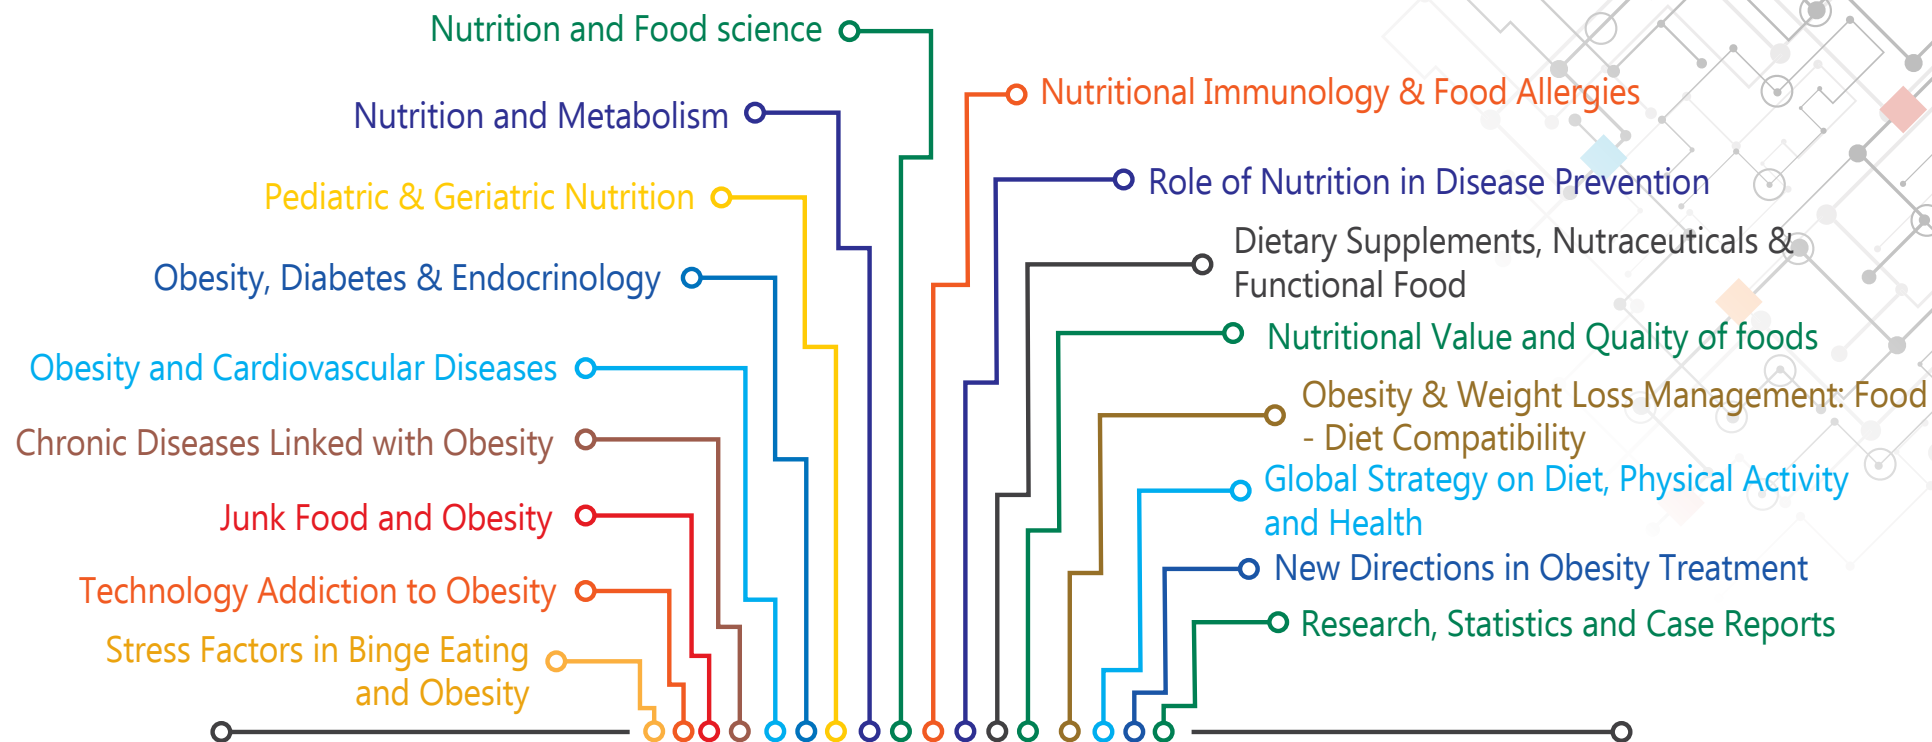 Nutrition and Food science
Nutrition and Metabolism
Pediatric & Geriatric Nutrition
Obesity, Diabetes & Endocrinology
Obesity and Cardiovascular Diseases
Chronic Diseases Linked with Obesity
Junk Food and Obesity
Technology Addiction to Obesity
Stress Factors in Binge Eating
and Obesity
Nutritional Immunology & Food Allergies
Role of Nutrition in Disease Prevention
Dietary Supplements, Nutraceuticals &
Functional Food
Nutritional Value and Quality of foods
Obesity & Weight Loss Management: Food
- Diet Compatibility
Global Strategy on Diet, Physical Activity
and Health
New Directions in Obesity Treatment
Research, Statistics and Case Reports